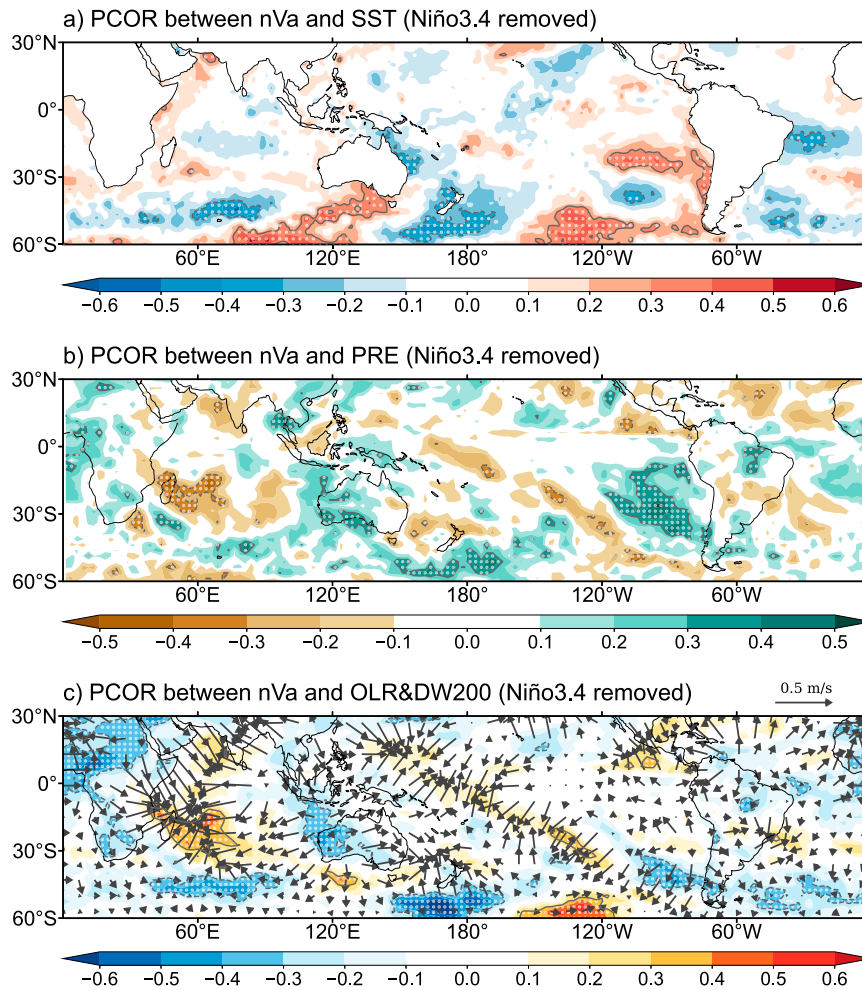 a) PCOR between nVa and SST (Niño3.4 removed)
30°N
0°
30°S
60°S
60°E 120°E 180° 120°W 60°W
−0.6 −0.5 −0.4 −0.3 −0.2 −0.1 0.0 0.1 0.2 0.3 0.4 0.5 0.6
b) PCOR between nVa and PRE (Niño3.4 removed)
30°N
0°
30°S
60°S
60°E 120°E 180° 120°W 60°W
−0.5 −0.4 −0.3 −0.2 −0.1 0.0 0.1 0.2 0.3 0.4 0.5
c) PCOR between nVa and OLR&DW200 (Niño3.4 removed)
0.5 m/s
30°N
0°
30°S
60°S
60°E 120°E 180° 120°W 60°W
−0.6 −0.5 −0.4 −0.3 −0.2 −0.1 0.0 0.1 0.2 0.3 0.4 0.5 0.6